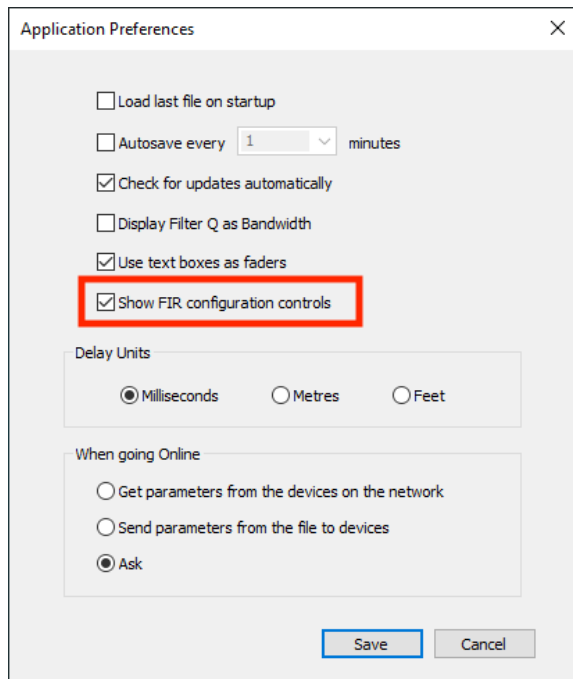 Application Preferences
Load last file on startup
Autosave every 1 minutes
Check for updates automatically
Display Filter Q as Bandwidth
Use text boxes as faders
Show FIR configuration controls
Delay Units
Milliseconds Metres Feet
When going Online
Get parameters from the devices on the network
Send parameters from the file to devices
Ask
Save Cancel